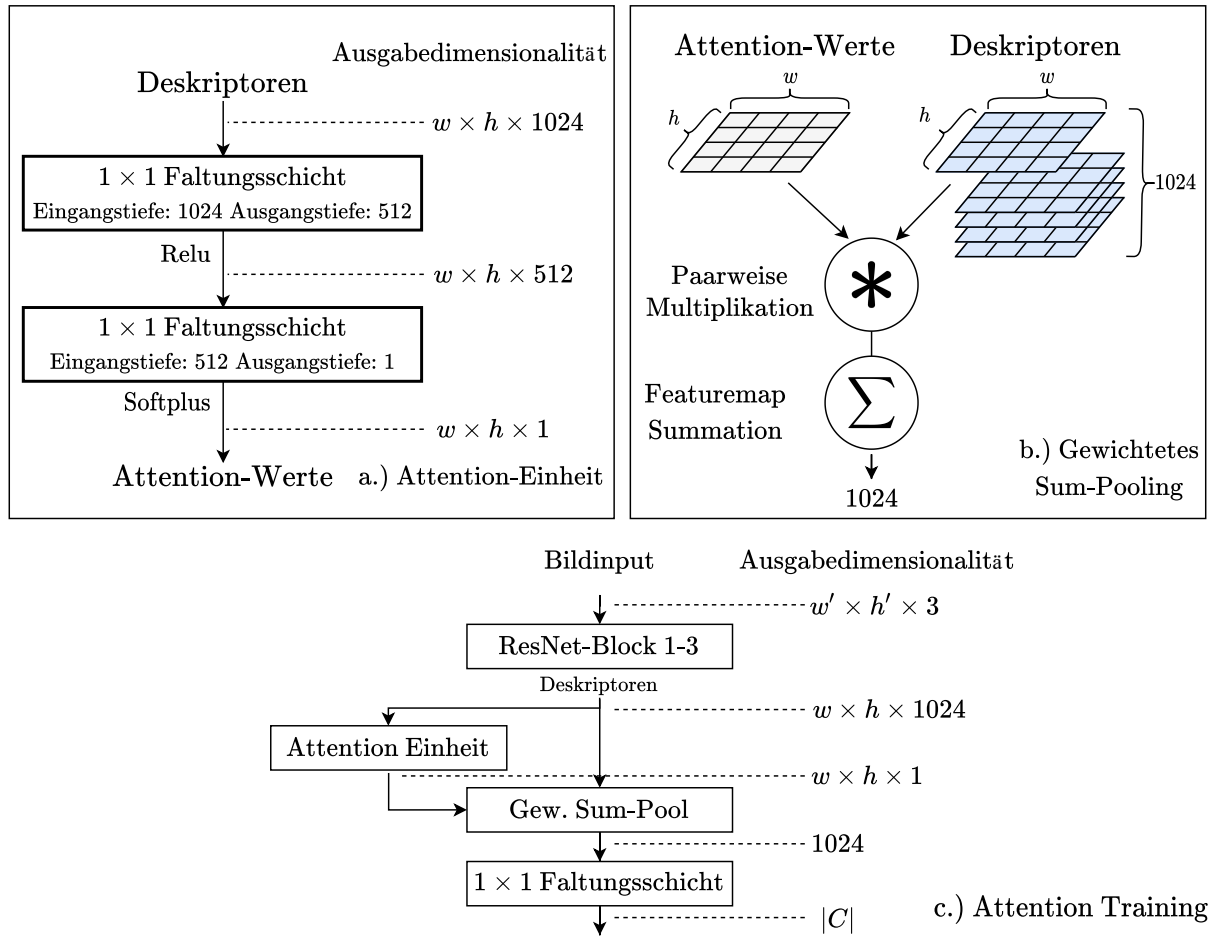 Ausgabedimensionalität
Deskriptoren
w × h × 1024
1 × 1 Faltungsschicht
Eingangstiefe: 1024 Ausgangstiefe: 512
Relu
w × h × 512
1 × 1 Faltungsschicht
Eingangstiefe: 512 Ausgangstiefe: 1
Softplus
w × h × 1
Attention-Werte
a.) Attention-Einheit
Attention-Werte
Deskriptoren
w
w
h
h
1024
Paarweise
Multiplikation
*
Featuremap
Summation
∑
1024
b.) Gewichtetes
Sum-Pooling
Bildinput
Ausgabedimensionalität
w′ × h′ × 3
ResNet-Block 1-3
Deskriptoren
w × h × 1024
Attention Einheit
w × h × 1
Gew. Sum-Pool
1024
1 × 1 Faltungsschicht
|C|
c.) Attention Training